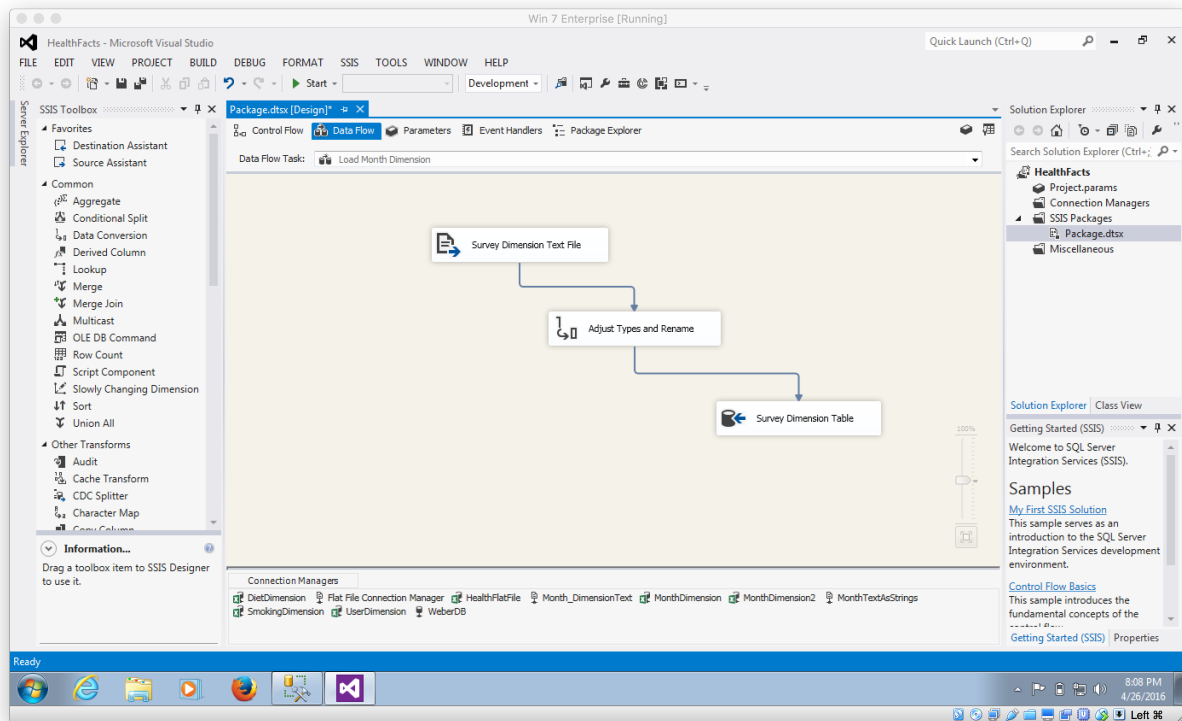 Win 7 Enterprise [Running]
HealthFacts - Microsoft Visual Studio
Quick Launch (Ctrl+Q)
FILE EDIT VIEW PROJECT BUILD DEBUG FORMAT SSIS TOOLS WINDOW HELP
Start
Development
Server Explorer
SSIS Toolbox
Favorites
Destination Assistant
Source Assistant
Common
Aggregate
Conditional Split
Data Conversion
Derived Column
Lookup
Merge
Merge Join
Multicast
OLE DB Command
Row Count
Script Component
Slowly Changing Dimension
Sort
Union All
Other Transforms
Audit
Cache Transform
CDC Splitter
Character Map
Copy Column
Information...
Drag a toolbox item to SSIS Designer
to use it.
Package.dtsx [Design]*
Control Flow Data Flow Parameters Event Handlers Package Explorer
Data Flow Task: Load Month Dimension
Survey Dimension Text File
Adjust Types and Rename
Survey Dimension Table
100%
Connection Managers
DietDimension Flat File Connection Manager HealthFlatFile Month_DimensionText MonthDimension MonthDimension2 MonthTextAsStrings
SmokingDimension UserDimension WeberDB
Solution Explorer
Search Solution Explorer (Ctrl+;
HealthFacts
Project.params
Connection Managers
SSIS Packages
Package.dtsx
Miscellaneous
Solution Explorer Class View
Getting Started (SSIS)
Welcome to SQL Server
Integration Services (SSIS).
Samples
My First SSIS Solution
This sample serves as an
introduction to the SQL Server
Integration Services development
environment.
Control Flow Basics
This sample introduces the
fundamental concepts of the
Getting Started (SSIS) Properties
Ready
8:08 PM
4/26/2016
Left ⌘